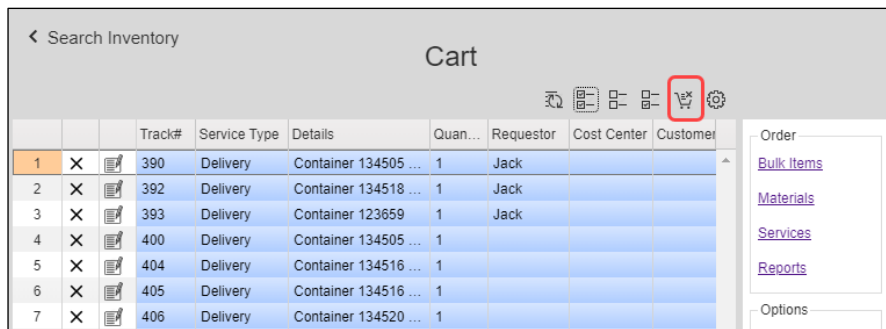 Search Inventory
Cart
Track# Service Type Details Quan... Requestor Cost Center Customer
1 390 Delivery Container 134505 ... 1 Jack
2 392 Delivery Container 134518 ... 1 Jack
3 393 Delivery Container 123659 1 Jack
4 400 Delivery Container 134505 ... 1
5 404 Delivery Container 134516 ... 1
6 405 Delivery Container 134516 ... 1
7 406 Delivery Container 134520 ... 1
Order
Bulk Items
Materials
Services
Reports
Options